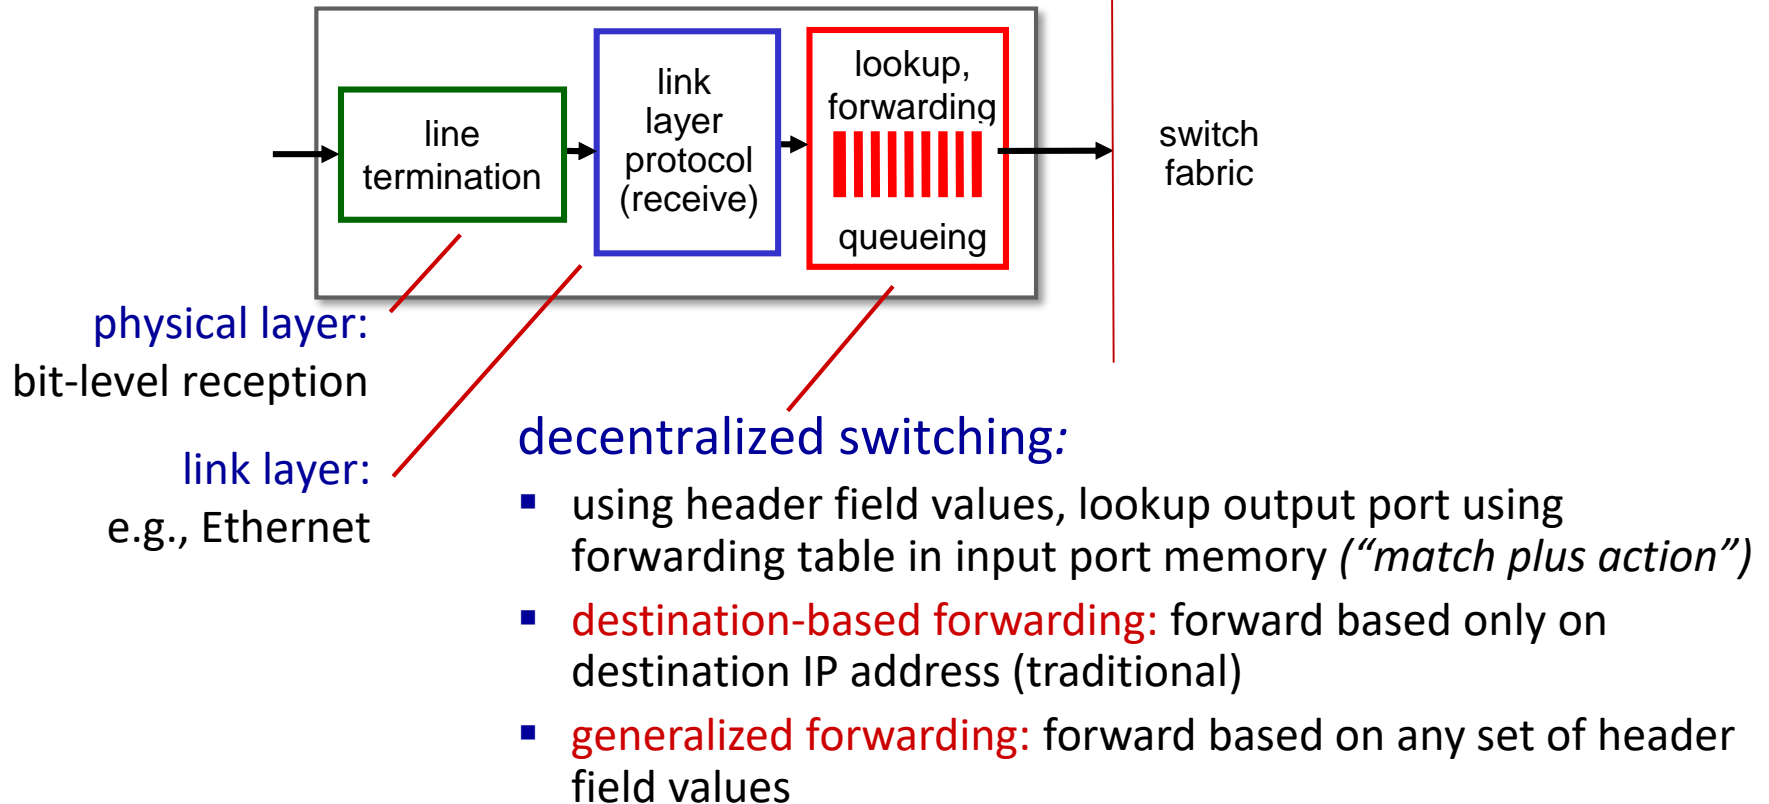 line
termination
link
layer
protocol
(receive)
lookup,
forwarding
queueing
switch
fabric
physical layer:
bit-level reception
link layer:
e.g., Ethernet
decentralized switching:
▪ using header field values, lookup output port using
forwarding table in input port memory (“match plus action”)
▪ destination-based forwarding: forward based only on
destination IP address (traditional)
▪ generalized forwarding: forward based on any set of header
field values